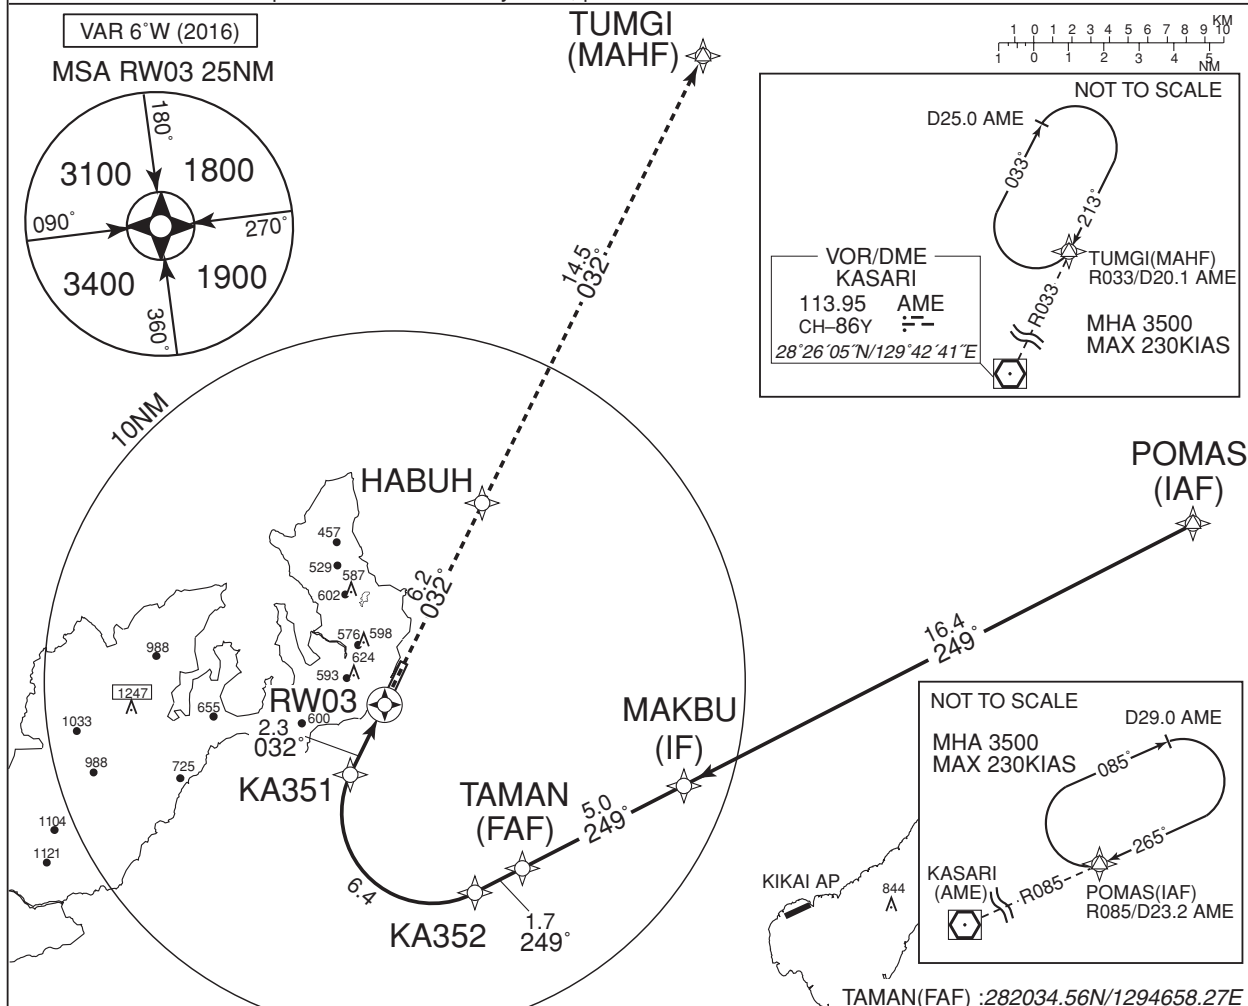 VAR 6°W (2016)
MSA RW03 25NM
180°
3100
1800
090°
270°
3400
1900
360°
TUMGI
(MAHF)
1 0 1 2 3 4 5 6 7 8 9 10
KM
1 0 1 2 3 4 5
NM
NOT TO SCALE
D25.0 AME
033°
213°
TUMGI(MAHF)
R033/D20.1 AME
R033
MHA 3500
MAX 230KIAS
VOR/DME
KASARI
113.95 AME
CH–86Y
28°26´05˝N/129°42´41˝E
14.5
032°
10NM
HABUH
6.2
032°
POMAS
(IAF)
16.4
249°
457
529
587
602
576
598
624
593
988
1247
655
600
1033
988
725
1104
1121
RW03
2.3
032°
KA351
MAKBU
(IF)
TAMAN
(FAF)
5.0
249°
6.4
KA352
1.7
249°
KIKAI AP
844
NOT TO SCALE
MHA 3500
MAX 230KIAS
D29.0 AME
085°
265°
KASARI
(AME)
R085
POMAS(IAF)
R085/D23.2 AME
TAMAN(FAF) :282034.56N/1294658.27E